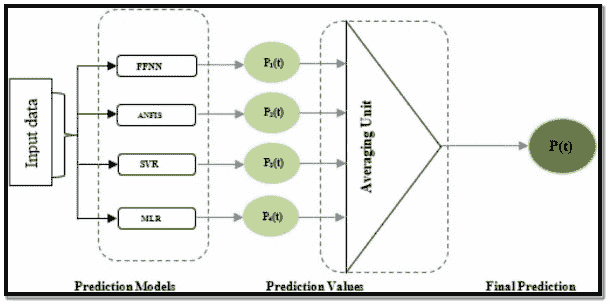 Input data
FFNN
ANFIS
SVR
MLR
P₁(t)
P₂(t)
P₃(t)
P₄(t)
Averaging Unit
P(t)
Prediction Models
Prediction Values
Final Prediction